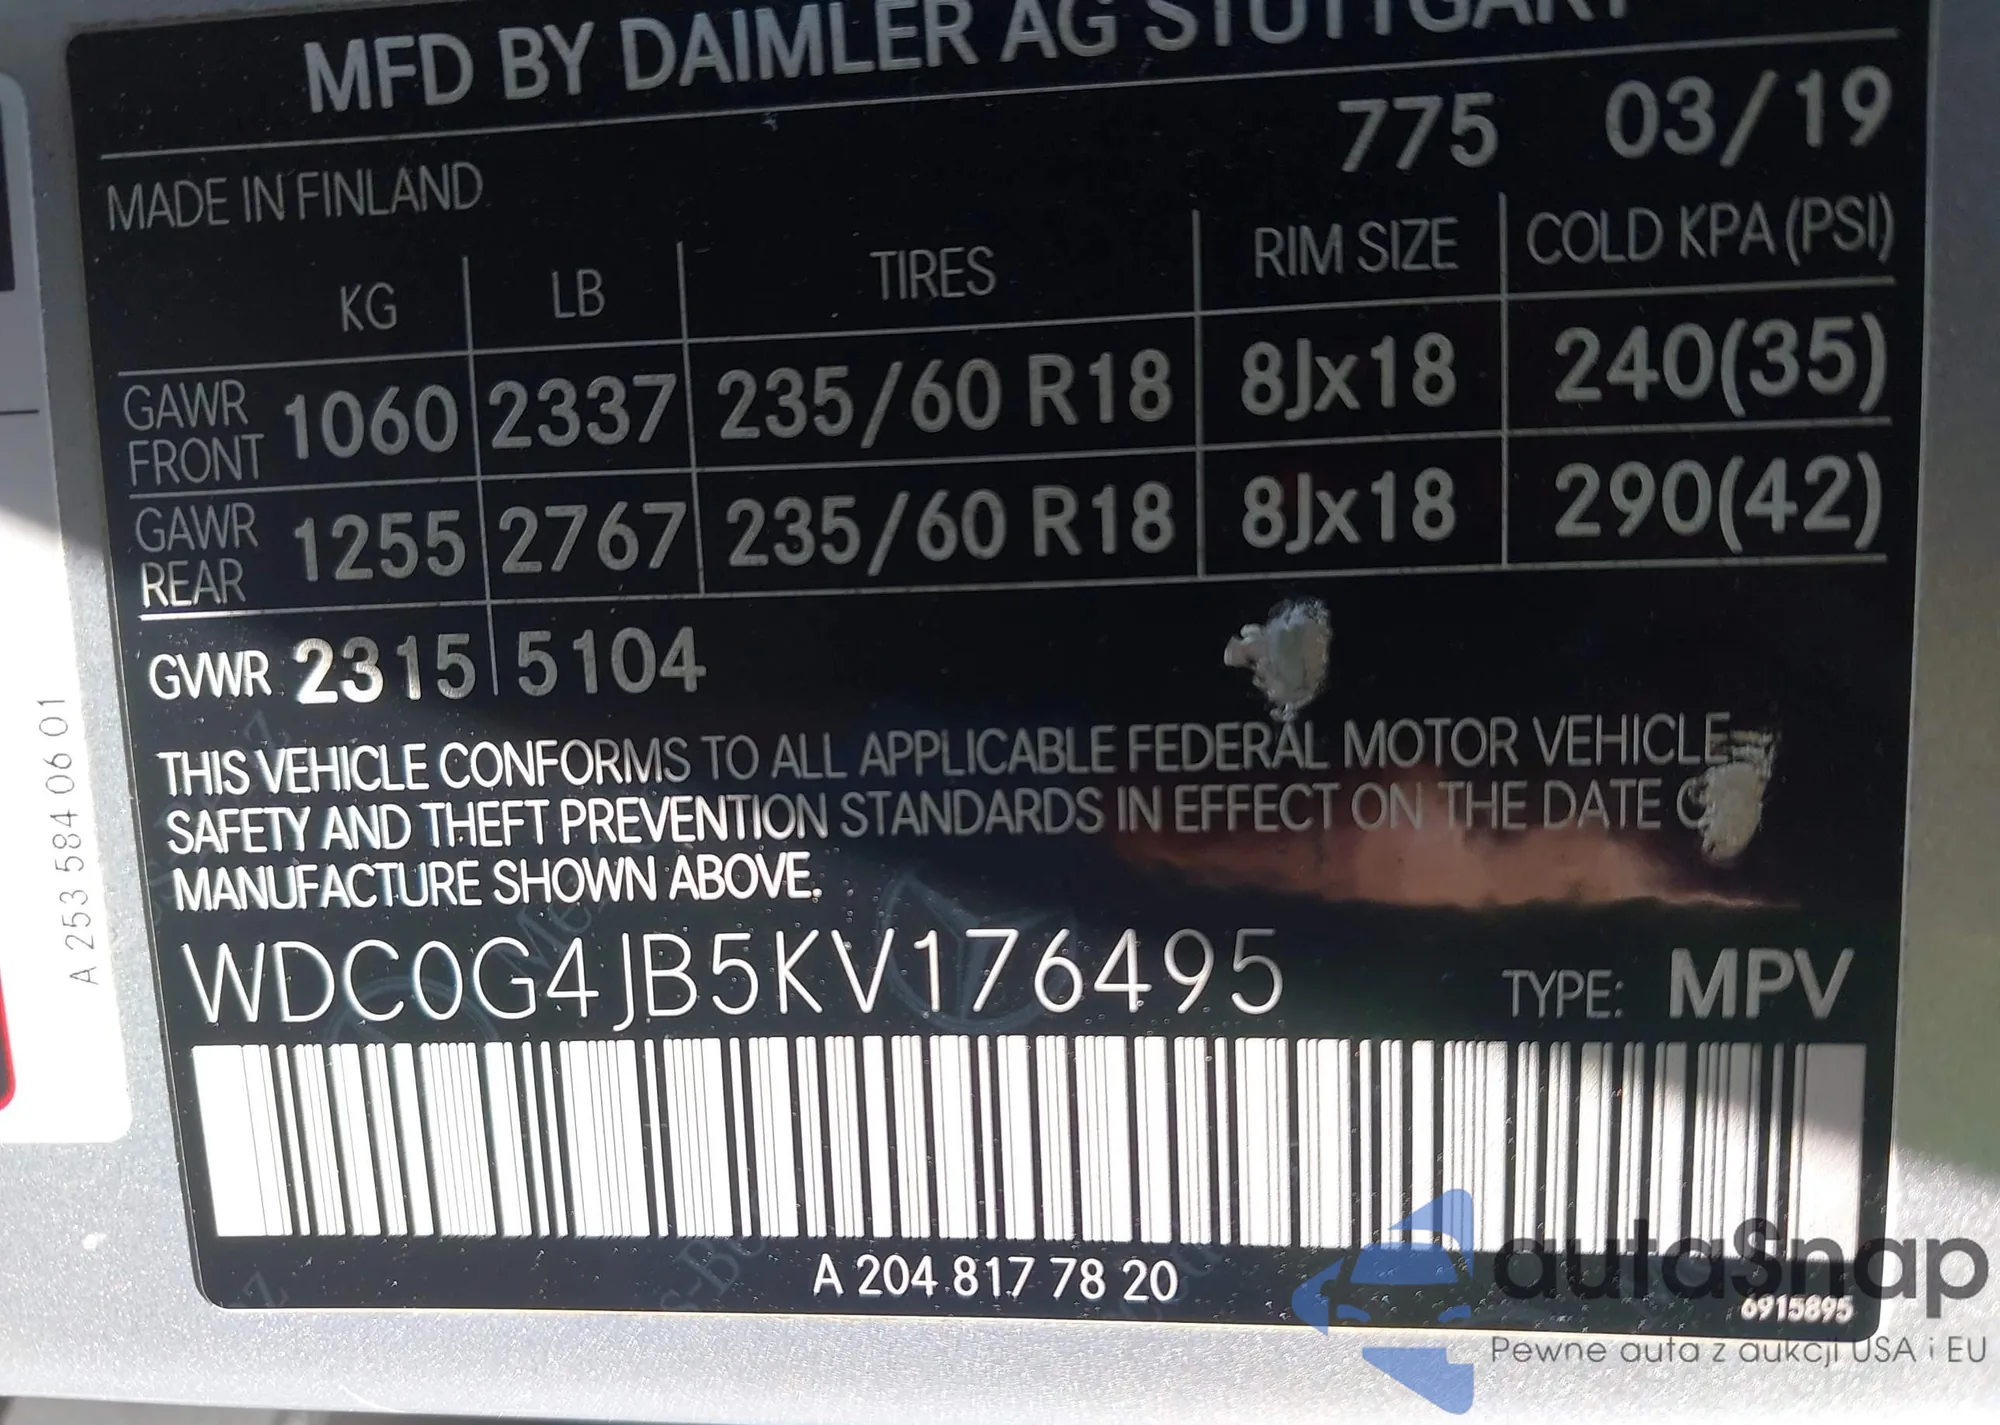 MFD BY DAIMLER AG STUTTGART
775 03/19
MADE IN FINLAND
KG LB TIRES RIM SIZE COLD KPA (PSI)
GAWR FRONT 1060 2337 235/60 R18 8Jx18 240(35)
GAWR REAR 1255 2767 235/60 R18 8Jx18 290(42)
GVWR 2315 5104
THIS VEHICLE CONFORMS TO ALL APPLICABLE FEDERAL MOTOR VEHICLE
SAFETY AND THEFT PREVENTION STANDARDS IN EFFECT ON THE DATE
MANUFACTURE SHOWN ABOVE.
WDC0G4JB5KV176495 TYPE: MPV
A 204 817 78 20
6915895
A 253 584 06 01
autaSnap
Pewne auta z aukcji USA i EU